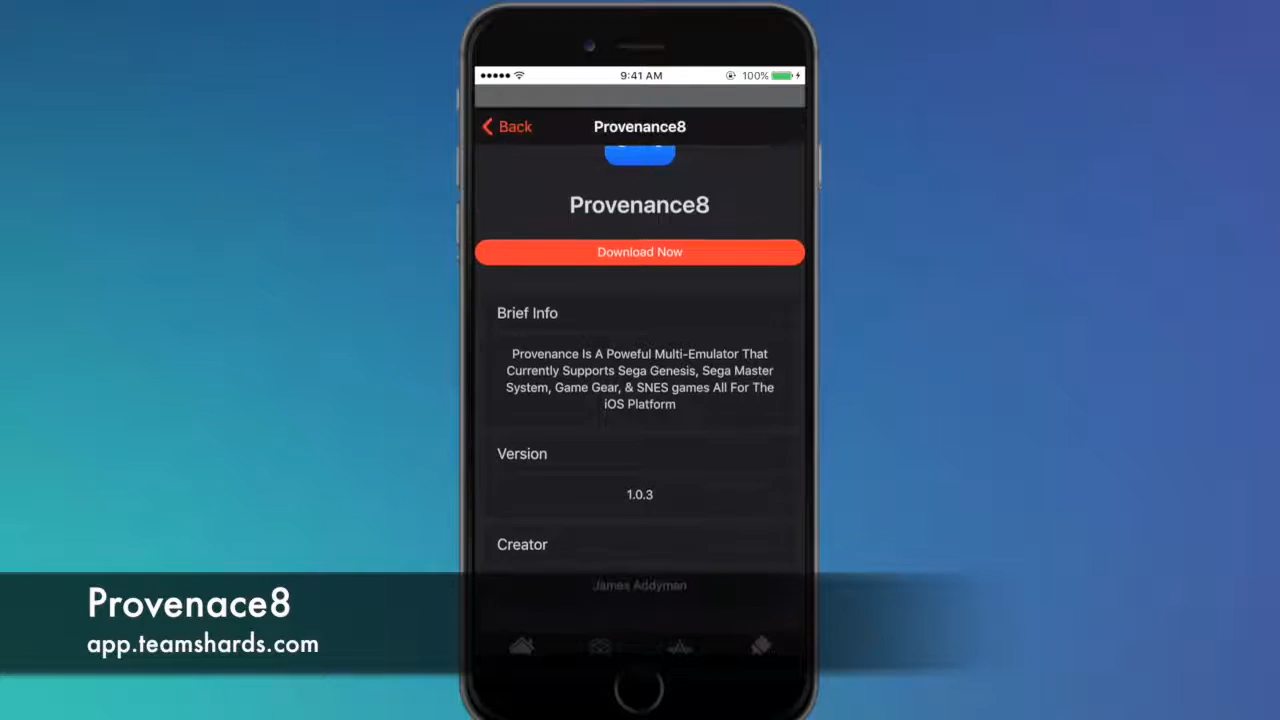 9:41 AM
100%
Back
Provenance8
Provenance8
Download Now
Brief Info
Provenance Is A Poweful Multi-Emulator That
Currently Supports Sega Genesis, Sega Master
System, Game Gear, & SNES games All For The
iOS Platform
Version
1.0.3
Creator
James Addyman
Provenace8
app.teamshards.com